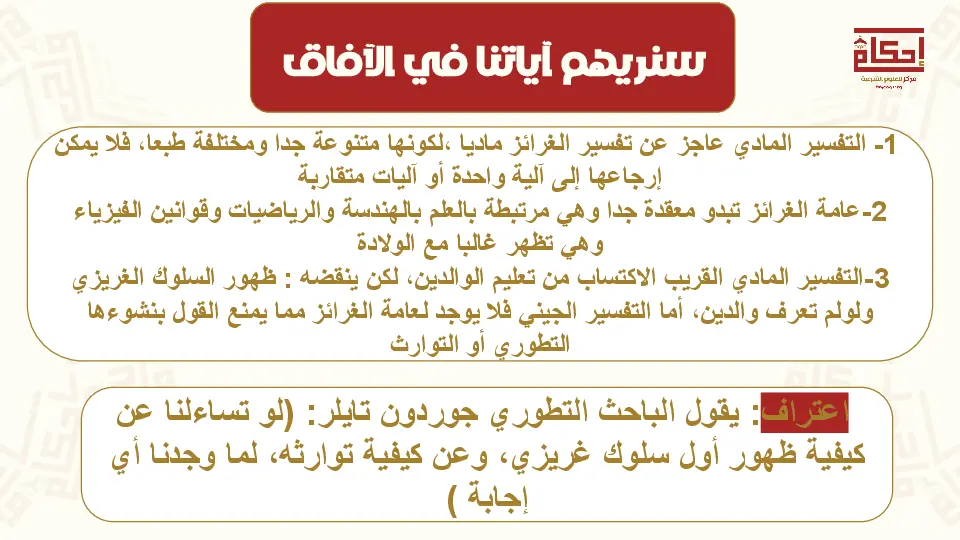 سنريهم آياتنا في الآفاق
إحكام
مركز للعلوم الشرعية
1- التفسير المادي عاجز عن تفسير الغرائز ماديا ،لكونها متنوعة جدا ومختلفة طبعا، فلا يمكن
إرجاعها إلى آلية واحدة أو آليات متقاربة
2-عامة الغرائز تبدو معقدة جدا وهي مرتبطة بالعلم بالهندسة والرياضيات وقوانين الفيزياء
وهي تظهر غالبا مع الولادة
3-التفسير المادي القريب الاكتساب من تعليم الوالدين، لكن ينقضه : ظهور السلوك الغريزي
ولولم تعرف والدين، أما التفسير الجيني فلا يوجد لعامة الغرائز مما يمنع القول بنشوءها
التطوري أو التوارث
اعتراف: يقول الباحث التطوري جوردون تايلر: (لو تساءلنا عن
كيفية ظهور أول سلوك غريزي، وعن كيفية توارثه، لما وجدنا أي
إجابة )